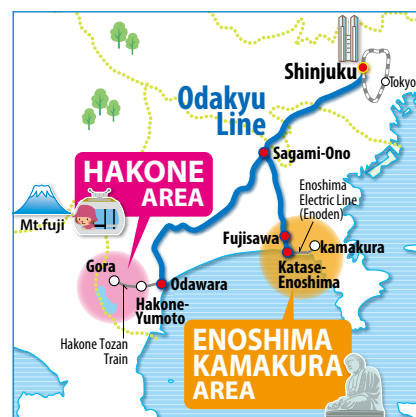 Shinjuku
Tokyo
Odakyu
Line
Sagami-Ono
HAKONE
AREA
Enoshima
Electric Line
(Enoden)
Mt.fuji
Fujisawa
kamakura
Katase-
Enoshima
Gora
Odawara
Hakone-
Yumoto
Hakone Tozan
Train
ENOSHIMA
KAMAKURA
AREA